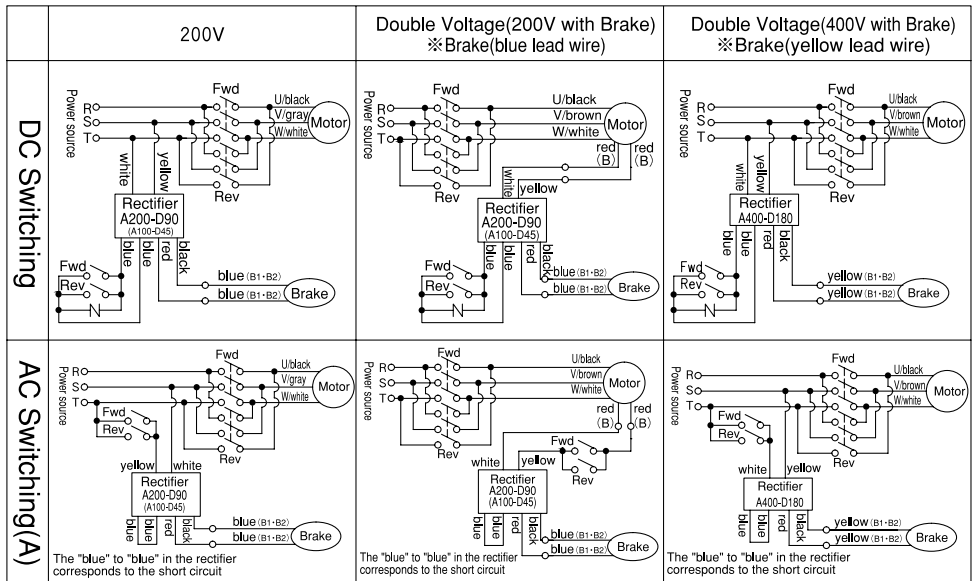 200V
Double Voltage(200V with Brake)
※Brake(blue lead wire)
Double Voltage(400V with Brake)
※Brake(yellow lead wire)
DC Switching
Power source
R
S
T
Fwd
U/black
V/gray
W/white
Motor
Rev
white
yellow
Rectifier
A200-D90
(A100-D45)
blue
blue
red
black
Fwd
Rev
N
blue (B1・B2)
blue (B1・B2)
Brake
Power source
R
S
T
Fwd
U/black
V/brown
W/white
Motor
red
(B)
red
(B)
Rev
white
yellow
Rectifier
A200-D90
(A100-D45)
blue
blue
red
black
Fwd
Rev
N
blue (B1・B2)
blue (B1・B2)
Brake
Power source
R
S
T
Fwd
U/black
V/brown
W/white
Motor
Rev
white
yellow
Rectifier
A400-D180
blue
blue
red
black
Fwd
Rev
N
yellow (B1・B2)
yellow (B1・B2)
Brake
AC Switching(A)
Power source
R
S
T
Fwd
U/black
V/gray
W/white
Motor
Fwd
Rev
Rev
yellow
white
Rectifier
A200-D90
(A100-D45)
blue
blue
red
black
blue (B1・B2)
blue (B1・B2)
Brake
The "blue" to "blue" in the rectifier
corresponds to the short circuit
Power source
R
S
T
Fwd
U/black
V/brown
W/white
Motor
red
(B)
red
(B)
Rev
Fwd
Rev
white
yellow
Rectifier
A200-D90
(A100-D45)
blue
blue
red
black
blue (B1・B2)
blue (B1・B2)
Brake
The "blue" to "blue" in the rectifier
corresponds to the short circuit
Power source
R
S
T
Fwd
U/black
V/brown
W/white
Motor
Fwd
Rev
Rev
white
yellow
Rectifier
A400-D180
blue
blue
red
black
yellow (B1・B2)
yellow (B1・B2)
Brake
The "blue" to "blue" in the rectifier
corresponds to the short circuit